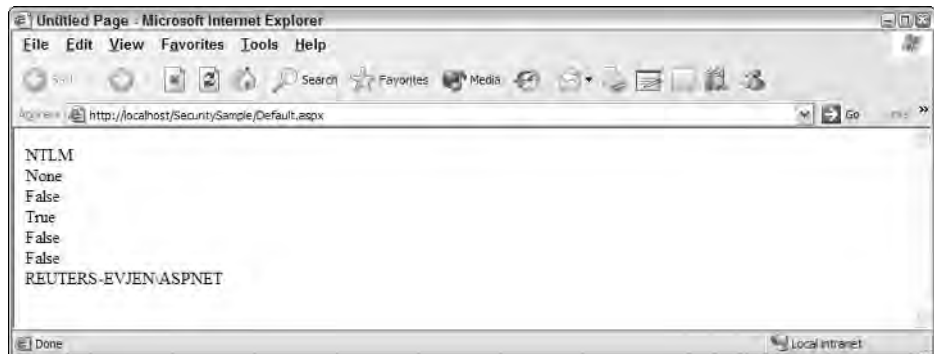 Untitled Page - Microsoft Internet Explorer
File Edit View Favorites Tools Help
Search Favorites Media
Address http://localhost/SecuritySample/Default.aspx Go
NTLM
None
False
True
False
False
REUTERS-EVJEN\ASPNET
Done Local intranet